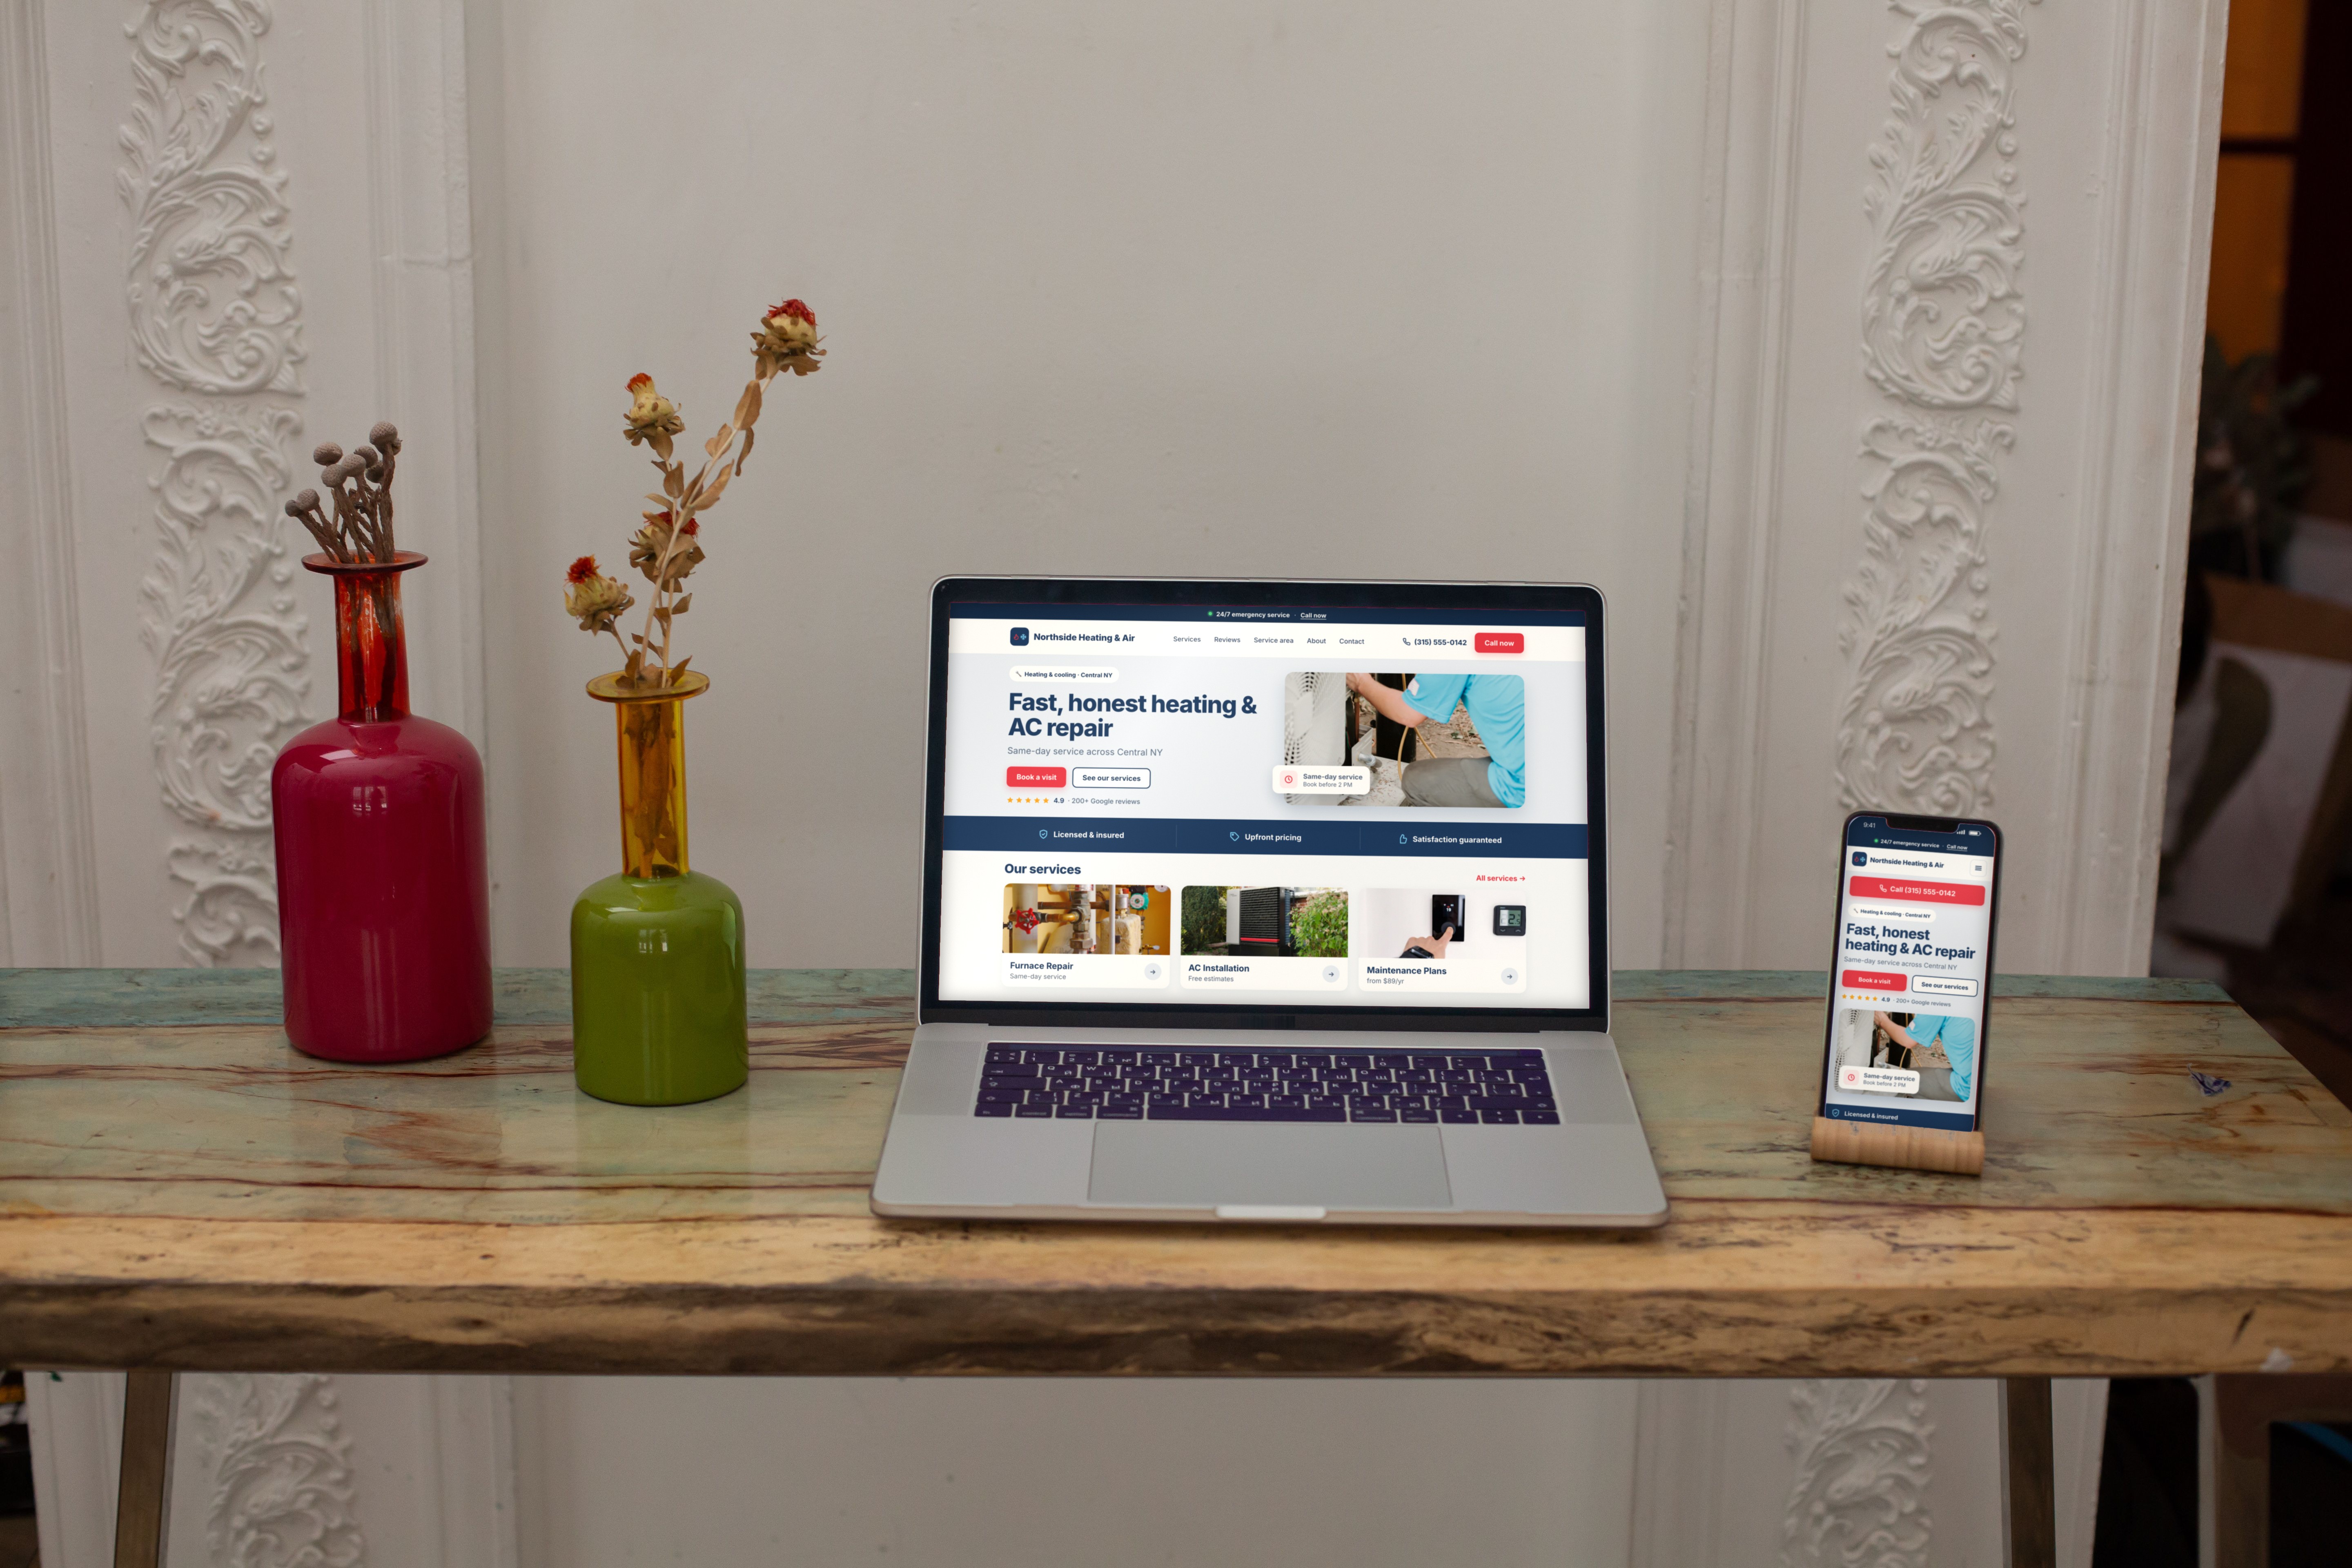 24/7 emergency service · Call now
Northside Heating & Air
Services Reviews Service area About Contact
(315) 555-0142
Call now
Heating & cooling · Central NY
Fast, honest heating &
AC repair
Same-day service across Central NY
Book a visit
See our services
4.9 · 200+ Google reviews
Same-day service
Book before 2 PM
Licensed & insured
Upfront pricing
Satisfaction guaranteed
Our services
All services →
Furnace Repair
Same-day service
AC Installation
Free estimates
Maintenance Plans
from $89/yr
9:41
24/7 emergency service · Call now
Northside Heating & Air
Call (315) 555-0142
Heating & cooling · Central NY
Fast, honest
heating & AC repair
Same-day service across Central NY
Book a visit
See our services
4.9 · 200+ Google reviews
Same-day service
Book before 2 PM
Licensed & insured